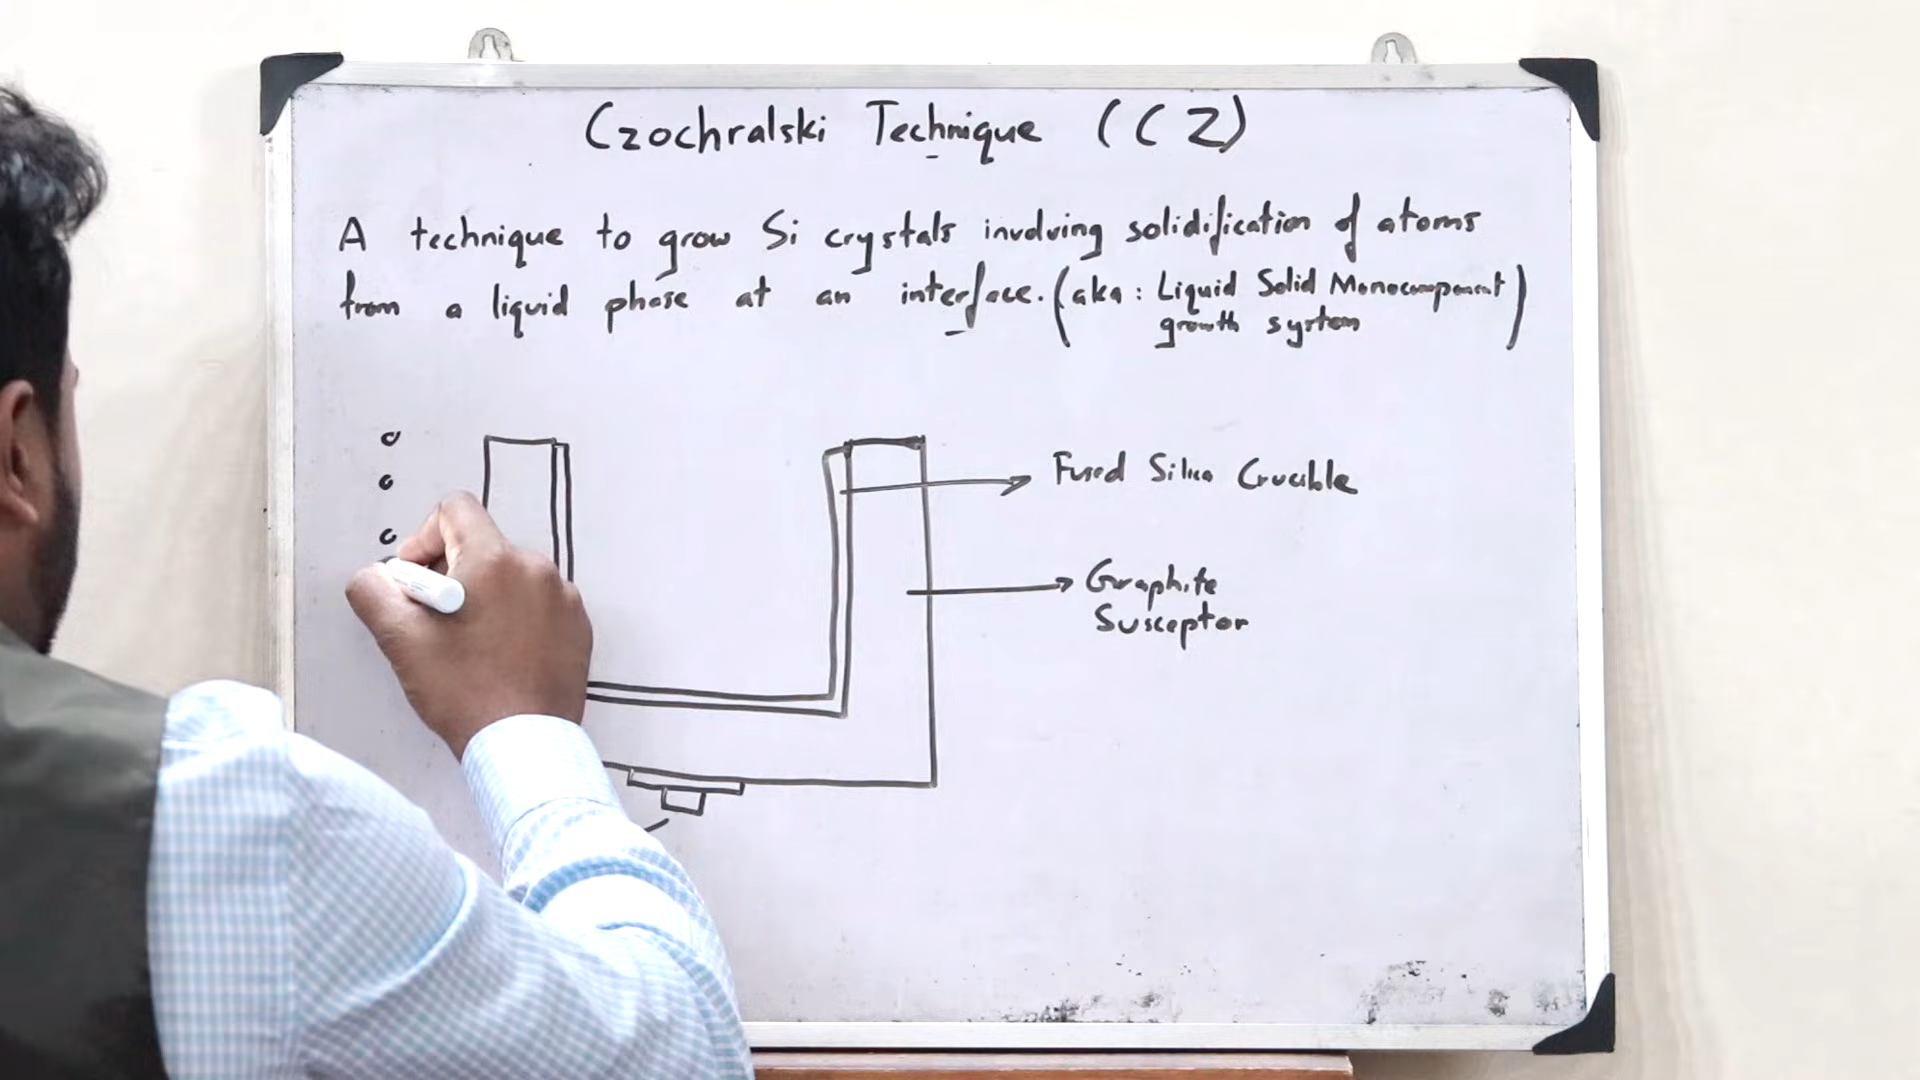 Czochralski Technique (CZ)
A technique to grow Si crystals involving solidification of atoms
from a liquid phase at an interface. (aka: Liquid Solid Monocomponent
growth system)
Fused Silica Crucible
Graphite
Susceptor